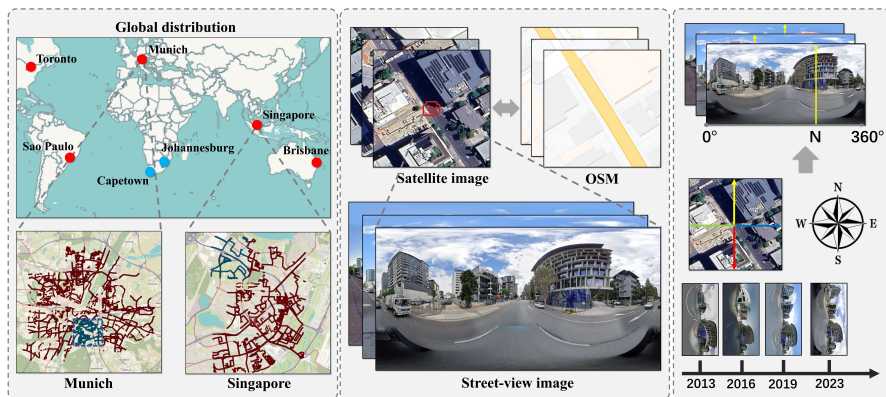 Global distribution
Munich
Toronto
Singapore
Sao Paulo
Johannesburg
Brisbane
Capetown
Munich
Singapore
Satellite image
OSM
Street-view image
0°
N
360°
N
W
E
S
2013
2016
2019
2023